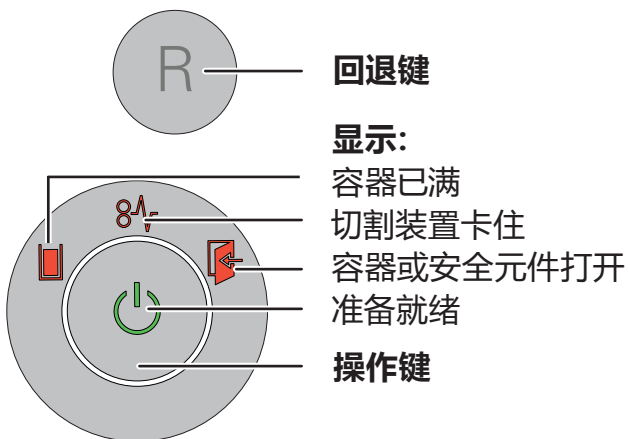 R
回退键
显示:
容器已满
切割装置卡住
容器或安全元件打开
准备就绪
操作键